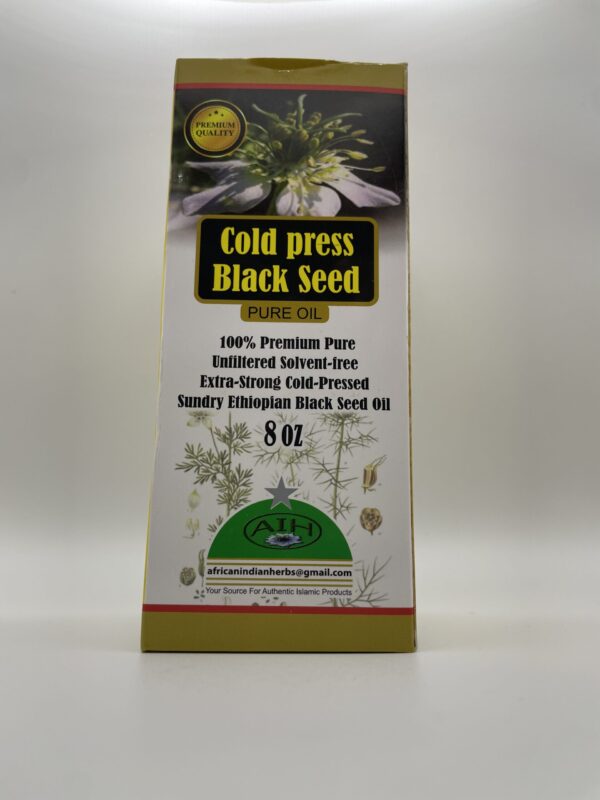 PREMIUM
QUALITY
Cold press
Black Seed
PURE OIL
100% Premium Pure
Unfiltered Solvent-free
Extra-Strong Cold-Pressed
Sundry Ethiopian Black Seed Oil
8 OZ
AIH
africanindianherbs@gmail.com
Your Source For Authentic Islamic Products